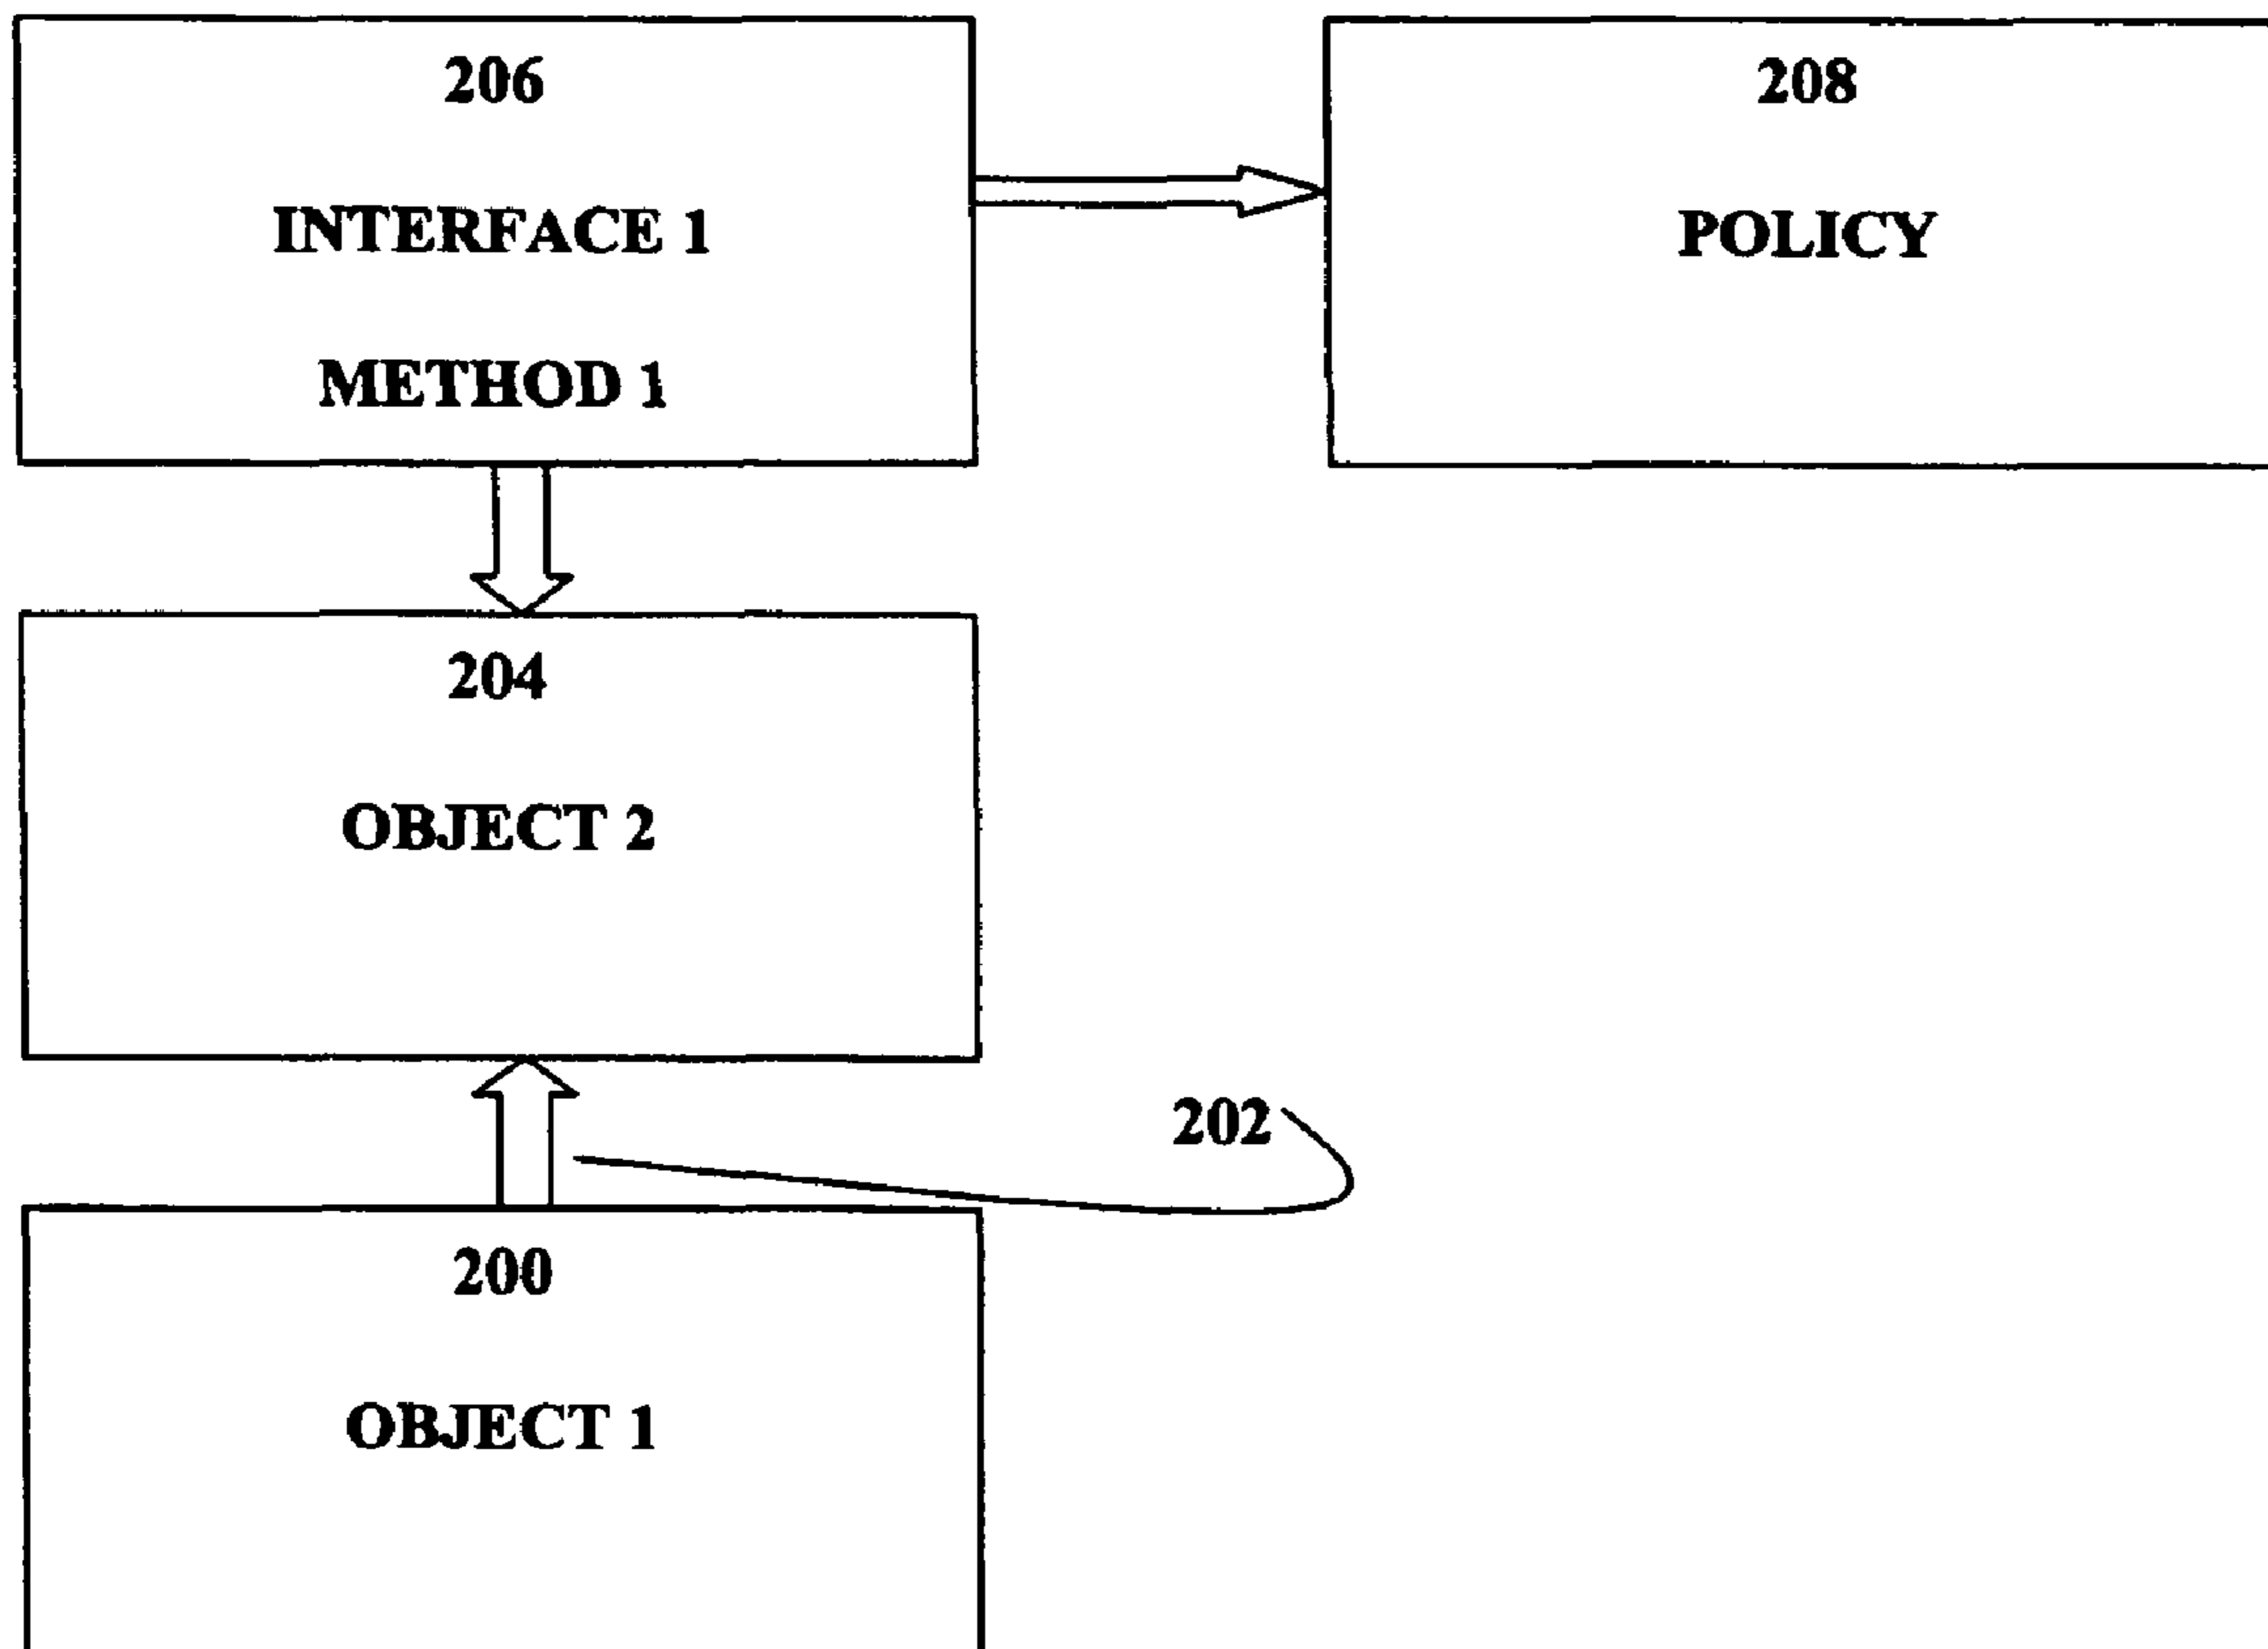 206
INTERFACE 1
METHOD 1
208
POLICY
204
OBJECT 2
202
200
OBJECT 1